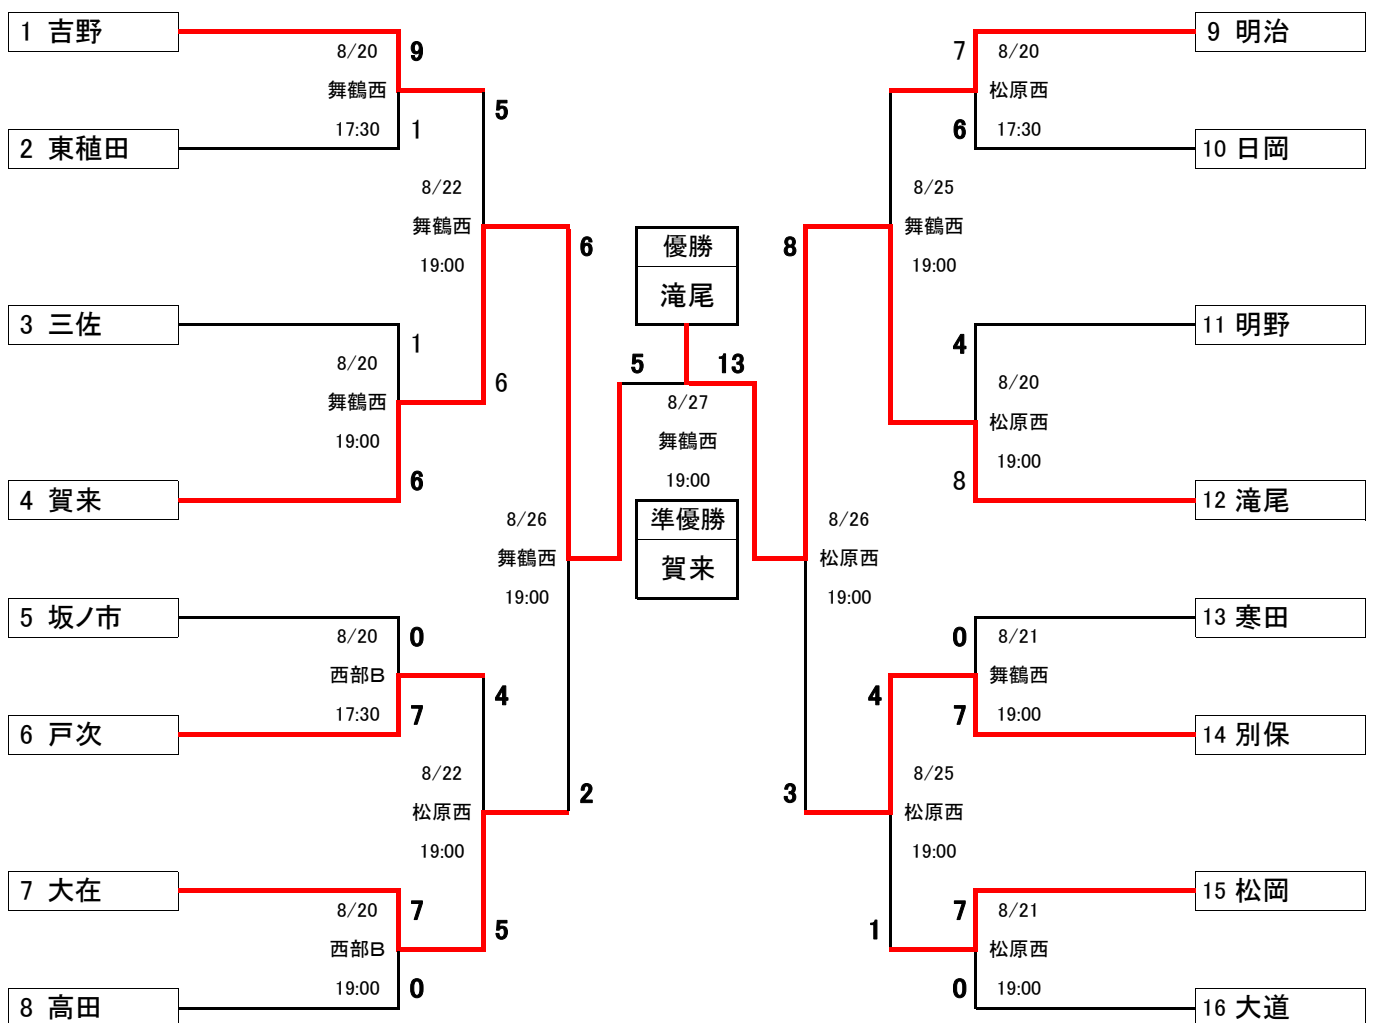 1 吉野
8/20
舞鶴西
17:30
9
1
2 東稙田
5
8/22
舞鶴西
19:00
3 三佐
1
8/20
舞鶴西
19:00
6
4 賀来
6
6
8/26
舞鶴西
19:00
5 坂ノ市
0
8/20
西部B
17:30
7
6 戸次
4
8/22
松原西
19:00
2
7 大在
7
8/20
西部B
19:00
5
8 高田
0
優勝
滝尾
5
13
8/27
舞鶴西
19:00
準優勝
賀来
9 明治
7
8/20
松原西
17:30
6
10 日岡
8/25
舞鶴西
19:00
8
11 明野
4
8/20
松原西
19:00
8
12 滝尾
8/26
松原西
19:00
13 寒田
0
8/21
舞鶴西
19:00
7
14 別保
4
8/25
松原西
19:00
3
15 松岡
7
8/21
松原西
19:00
1
0
16 大道